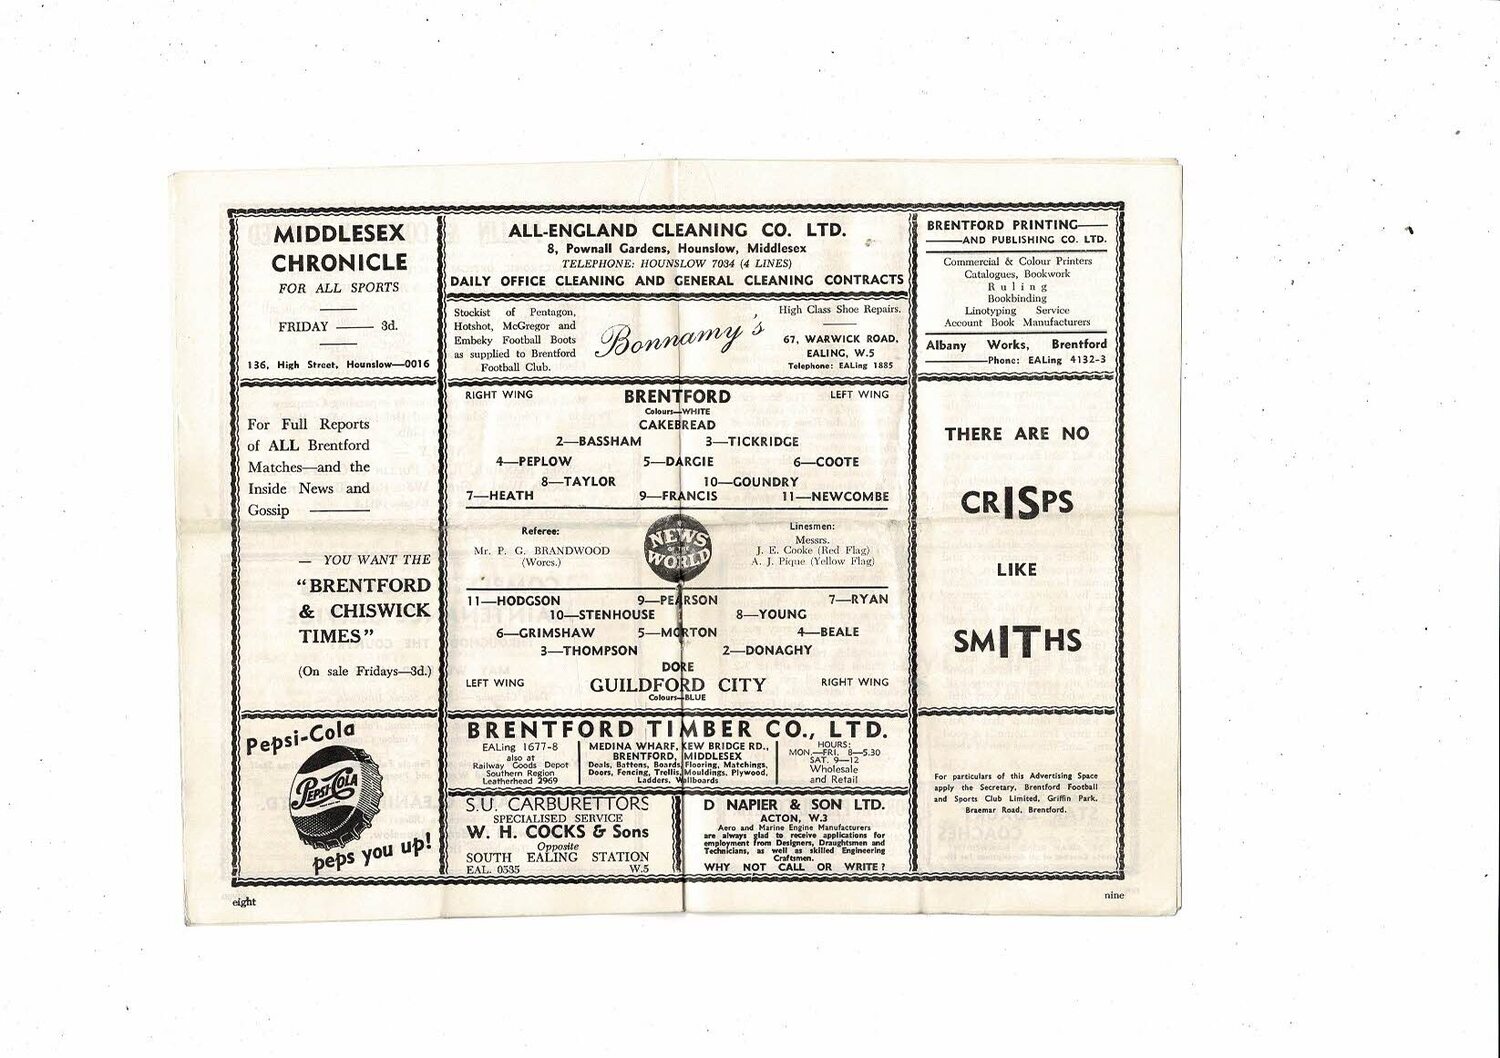 MIDDLESEX
CHRONICLE
FOR ALL SPORTS
FRIDAY —— 3d.
136, High Street, Hounslow—0016
For Full Reports
of ALL Brentford
Matches—and the
Inside News and
Gossip ——
— YOU WANT THE
"BRENTFORD
& CHISWICK
TIMES"
(On sale Fridays—3d.)
Pepsi-Cola
PEPSI-COLA
peps you up!
ALL-ENGLAND CLEANING CO. LTD.
8, Pownall Gardens, Hounslow, Middlesex
TELEPHONE: HOUNSLOW 7034 (4 LINES)
DAILY OFFICE CLEANING AND GENERAL CLEANING CONTRACTS
Stockist of Pentagon,
Hotshot, McGregor and
Embeky Football Boots
as supplied to Brentford
Football Club.
Bonnamy's
High Class Shoe Repairs.
67, WARWICK ROAD,
EALING, W.5
Telephone: EALing 1885
RIGHT WING BRENTFORD LEFT WING
Colours—WHITE
CAKEBREAD
2—BASSHAM 3—TICKRIDGE
4—PEPLOW 5—DARGIE 6—COOTE
8—TAYLOR 10—GOUNDRY
7—HEATH 9—FRANCIS 11—NEWCOMBE
Referee:
Mr. P. G. BRANDWOOD
(Worcs.)
NEWS
OF THE
WORLD
Linesmen:
Messrs.
J. E. Cooke (Red Flag)
A. J. Pique (Yellow Flag)
11—HODGSON 9—PEARSON 7—RYAN
10—STENHOUSE 8—YOUNG
6—GRIMSHAW 5—MORTON 4—BEALE
3—THOMPSON 2—DONAGHY
DORE
LEFT WING GUILDFORD CITY RIGHT WING
Colours—BLUE
BRENTFORD TIMBER CO., LTD.
EALing 1677-8
also at
Railway Goods Depot
Southern Region
Leatherhead 2969
MEDINA WHARF, KEW BRIDGE RD.,
BRENTFORD, MIDDLESEX
Deals, Battons, Boards, Flooring, Matchings,
Doors, Fencing, Trellis, Mouldings, Plywood,
Ladders, Wallboards
HOURS:
MON.—FRI. 8—5.30
SAT. 9—12
Wholesale
and Retail
S.U. CARBURETTORS
SPECIALISED SERVICE
W. H. COCKS & Sons
Opposite
SOUTH EALING STATION
EAL. 0535 W.5
D NAPIER & SON LTD.
ACTON, W.3
Aero and Marine Engine Manufacturers
are always glad to receive applications for
employment from Designers, Draughtsmen and
Technicians, as well as skilled Engineering
Craftsmen.
WHY NOT CALL OR WRITE?
BRENTFORD PRINTING——
——AND PUBLISHING CO. LTD.
Commercial & Colour Printers
Catalogues, Bookwork
Ruling
Bookbinding
Linotyping Service
Account Book Manufacturers
Albany Works, Brentford
——Phone: EALing 4132-3
THERE ARE NO
CRISPS
LIKE
SMITHS
For particulars of this Advertising Space
apply the Secretary, Brentford Football
and Sports Club Limited, Griffin Park,
Braemar Road, Brentford.
eight
nine